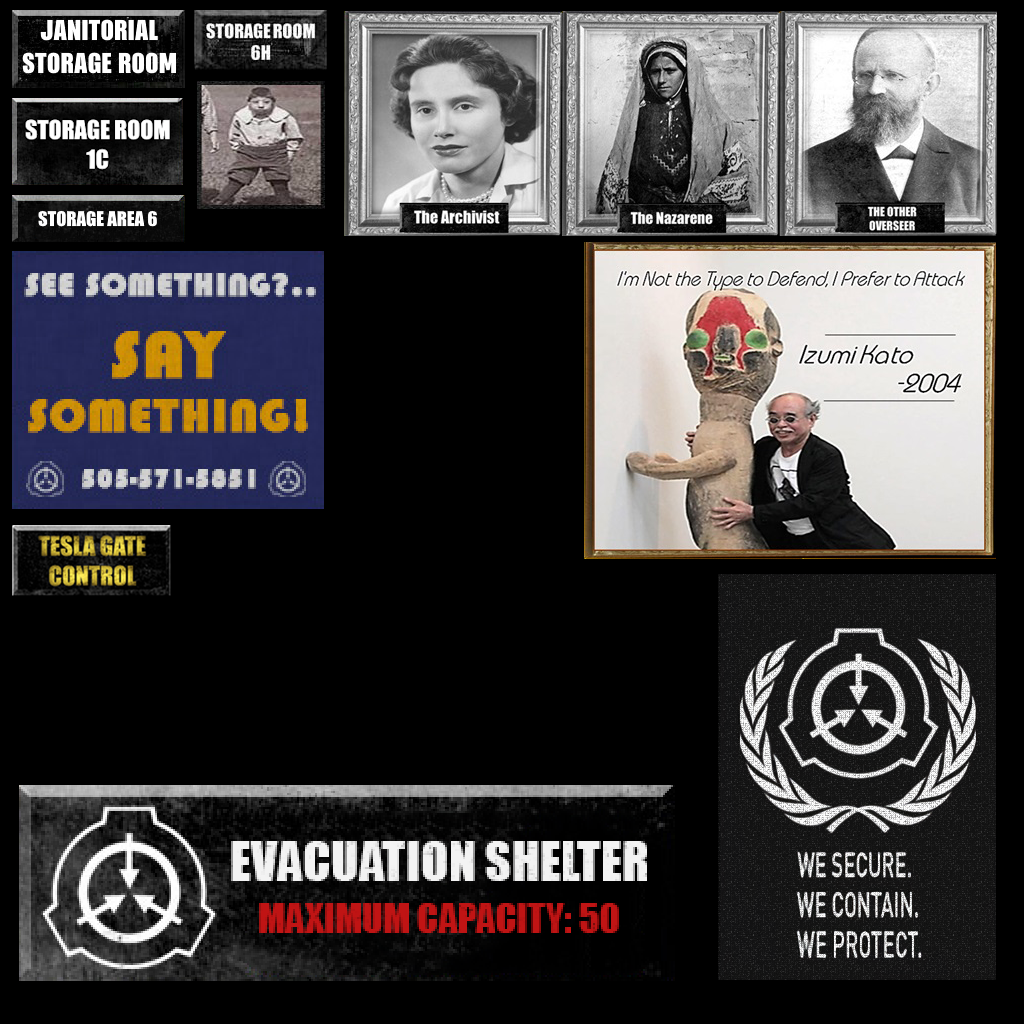 JANITORIAL
STORAGE ROOM
STORAGE ROOM
6H
STORAGE ROOM
1C
STORAGE AREA 6
The Archivist
The Nazarene
THE OTHER
OVERSEER
SEE SOMETHING?..
SAY
SOMETHING!
505-571-5851
I'm Not the Type to Defend, I Prefer to Attack
Izumi Kato
-2004
TESLA GATE
CONTROL
EVACUATION SHELTER
MAXIMUM CAPACITY: 50
WE SECURE.
WE CONTAIN.
WE PROTECT.